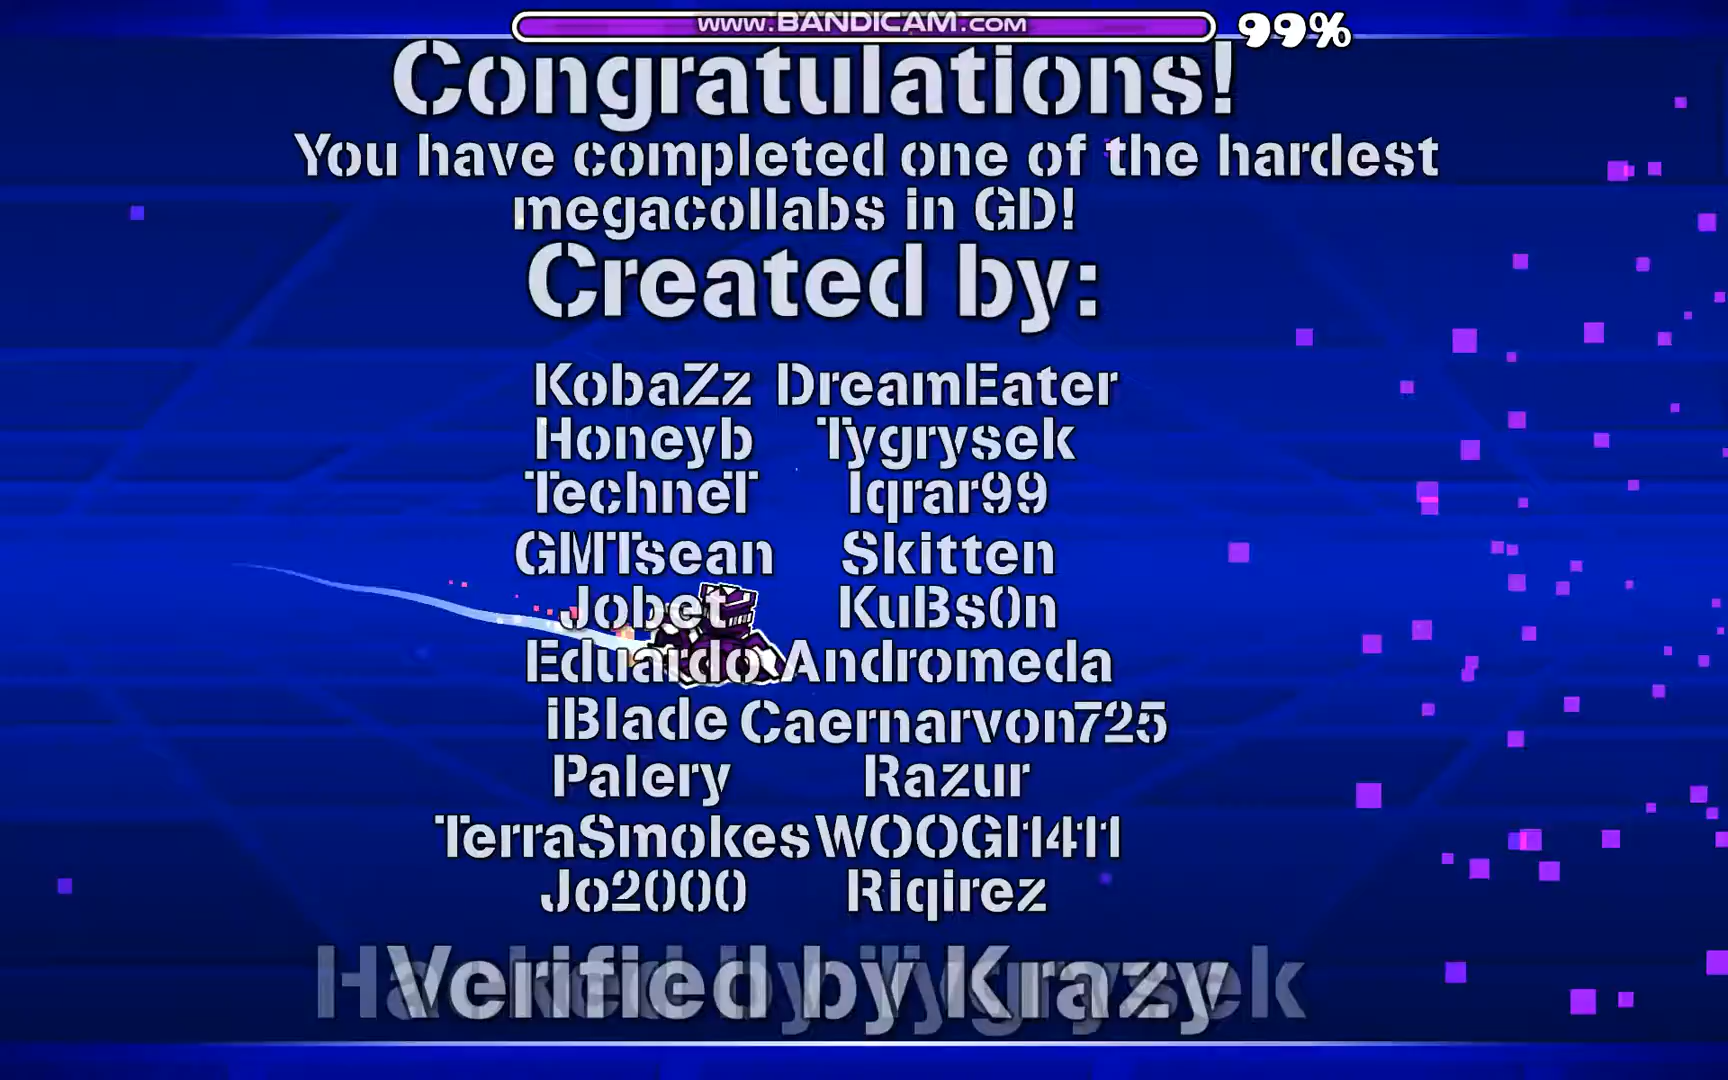 www.BANDICAM.com
99%
Congratulations!
You have completed one of the hardest
megacollabs in GD!
Created by:
KobaZz DreamEater
Honeyb Tygrysek
TechneT Iqrar99
GMTsean Skitten
Jobet KuBs0n
Eduardo Andromeda
iBlade Caernarvon725
Palery Razur
TerraSmokes WOOGI1411
Jo2000 Riqirez
Verified by Krazy